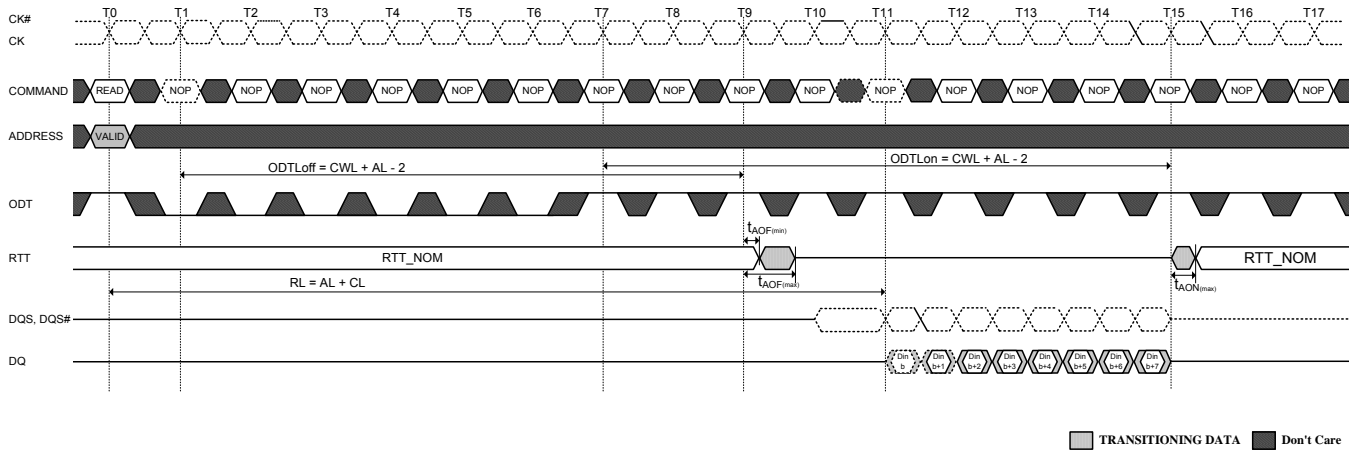 CK#
CK
T0 T1 T2 T3 T4 T5 T6 T7 T8 T9 T10 T11 T12 T13 T14 T15 T16 T17
COMMAND READ NOP NOP NOP NOP NOP NOP NOP NOP NOP NOP NOP NOP NOP NOP NOP NOP NOP
ADDRESS VALID
ODTLoff = CWL + AL - 2
ODTLon = CWL + AL - 2
ODT
tAOF(min)
RTT RTT_NOM RTT_NOM
tAOF(max)
tAON(max)
RL = AL + CL
DQS, DQS#
DQ
Din b
Din b+1
Din b+2
Din b+3
Din b+4
Din b+5
Din b+6
Din b+7
TRANSITIONING DATA Don't Care